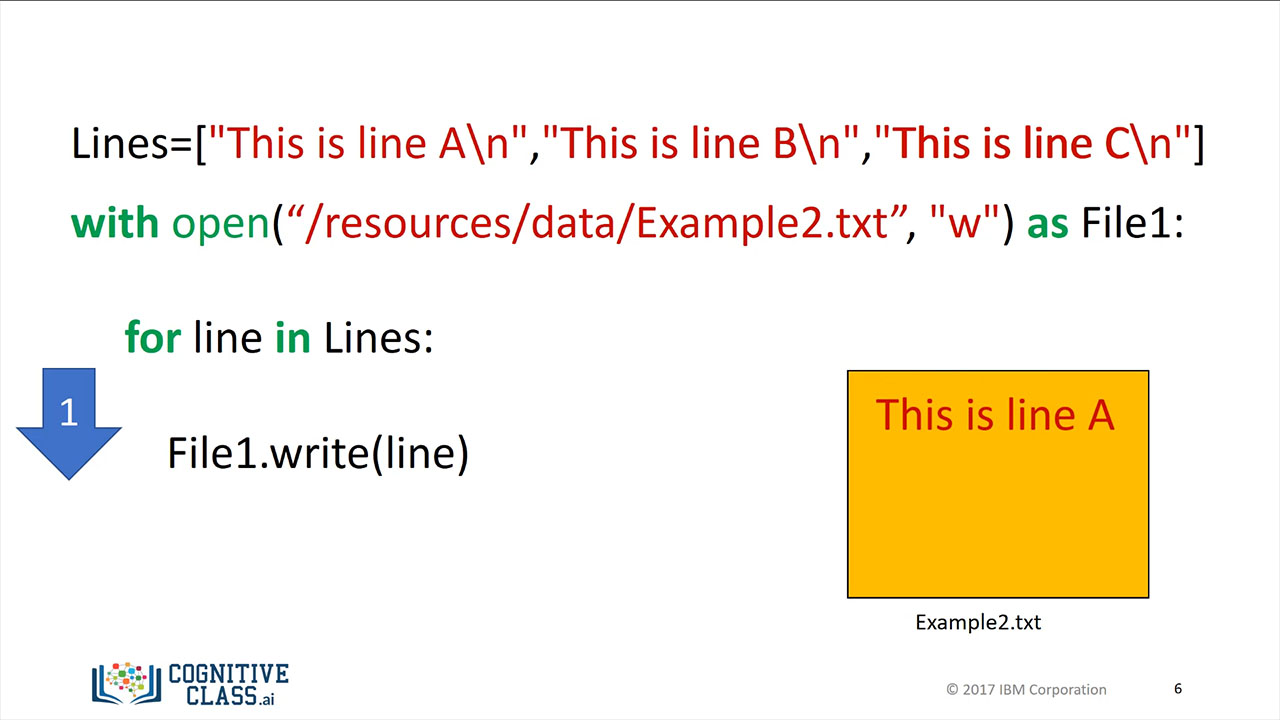 Lines=["This is line A\n","This is line B\n","This is line C\n"]
with open(“/resources/data/Example2.txt”, "w") as File1:
for line in Lines:
1
File1.write(line)
This is line A
Example2.txt
COGNITIVE
CLASS.ai
© 2017 IBM Corporation
6